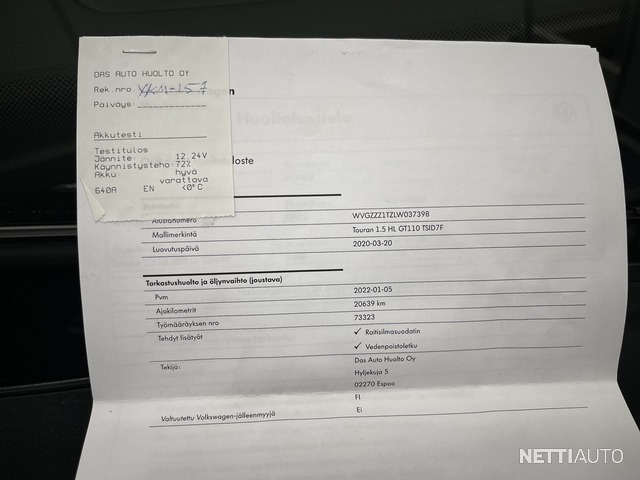 DAS AUTO HUOLTO OY
Rek.nro YKM-157
Päiväys:
Akkutesti
Testitulos
Jännite: 12.24V
Käynnistysteho 72%
Akku: hyvä
varattava
640A EN <0°C
WVGZZZ1TZLW037398
Mallimerkintä Touran 1.5 HL GT110 TSID7F
Luovutuspäivä 2020-03-20
Tarkastushuolto ja öljynvaihto (joustava)
Pvm 2022-01-05
Ajokilometrit 20639 km
Työmääräyksen nro 73323
Tehdyt lisätyöt ✓ Raitisilmasuodatin
✓ Vedenpoistoletku
Tekijä: Das Auto Huolto Oy
Hyljekuja 5
02270 Espoo
FI
Valtuutettu Volkswagen-jälleenmyyjä Ei
NETTIAUTO